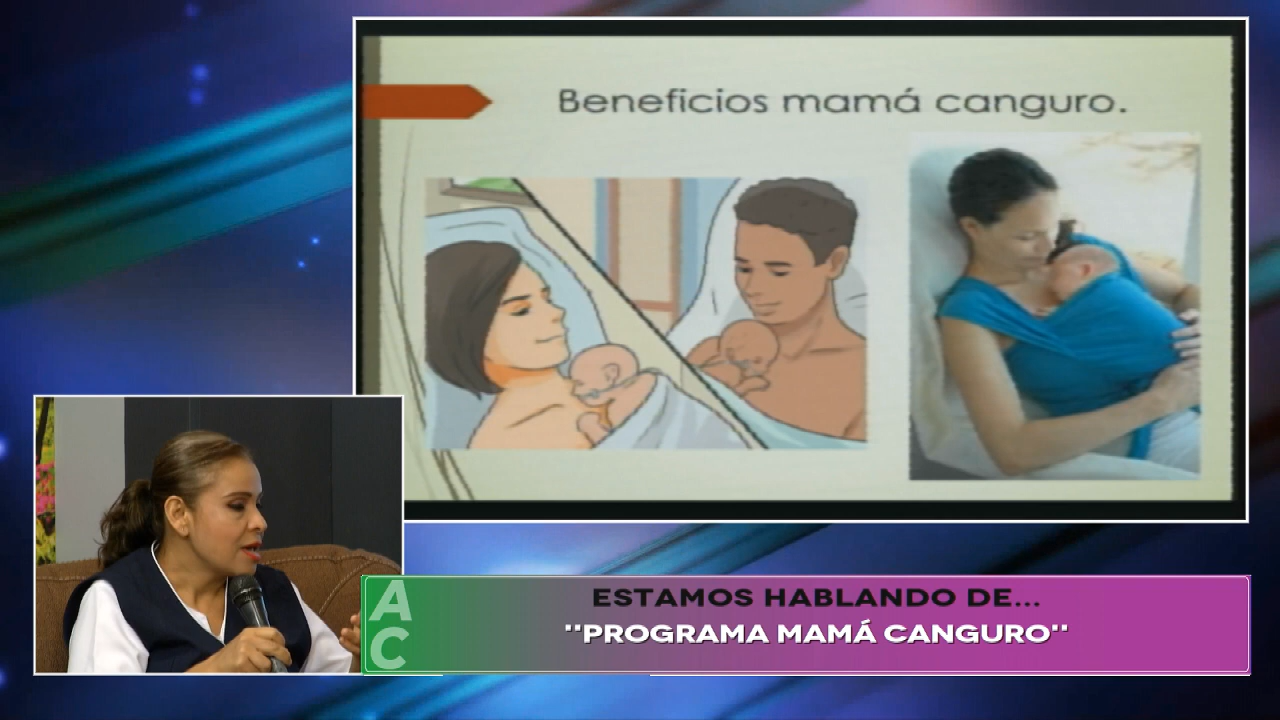 Beneficios mamá canguro.
AC
ESTAMOS HABLANDO DE...
"PROGRAMA MAMÁ CANGURO"